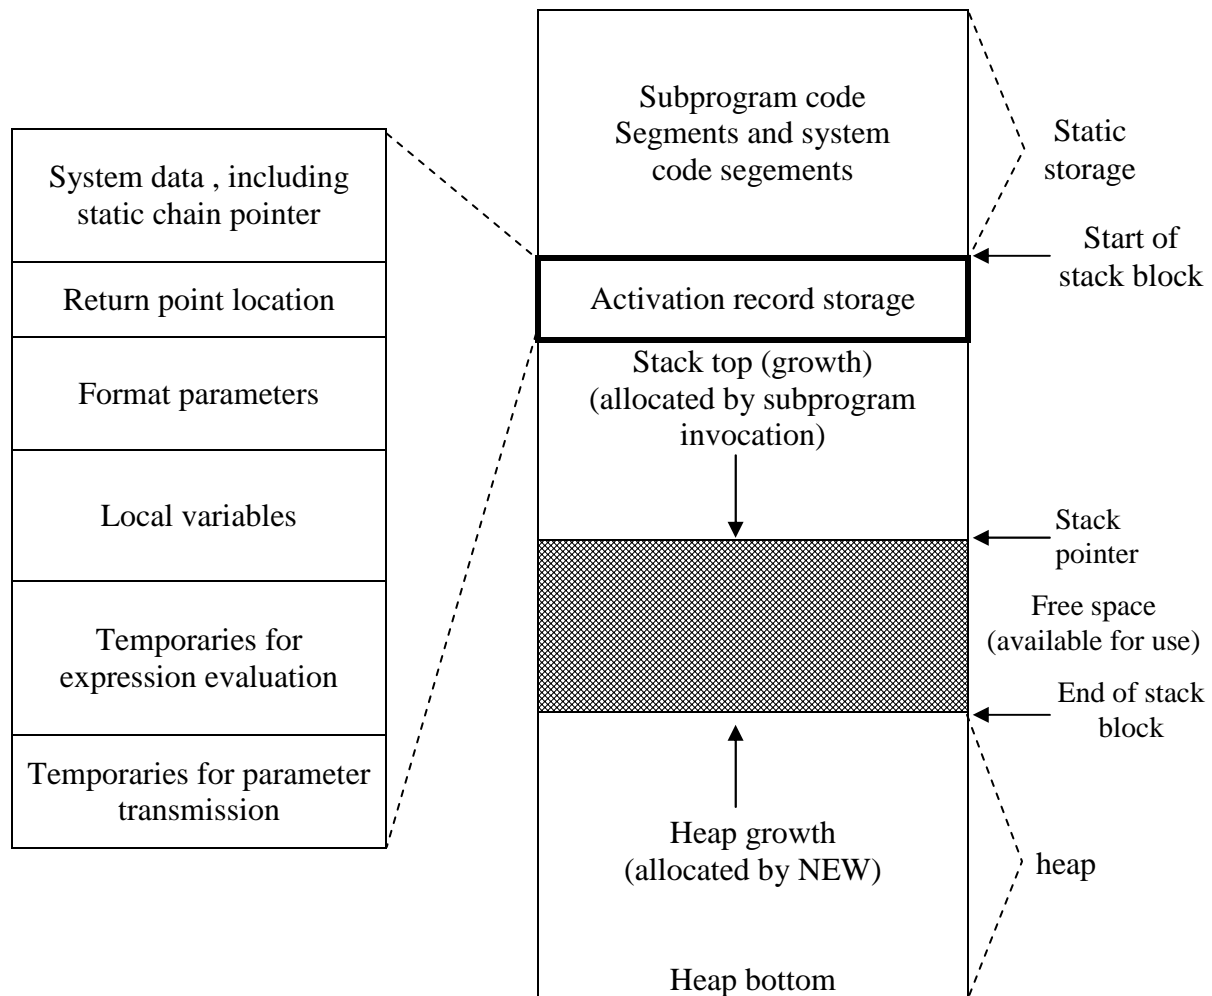 System data , including
static chain pointer
Return point location
Format parameters
Local variables
Temporaries for
expression evaluation
Temporaries for parameter
transmission
Subprogram code
Segments and system
code segements
Activation record storage
Stack top (growth)
(allocated by subprogram
invocation)
Heap growth
(allocated by NEW)
Heap bottom
Static
storage
Start of
stack block
Stack
pointer
Free space
(available for use)
End of stack
block
heap